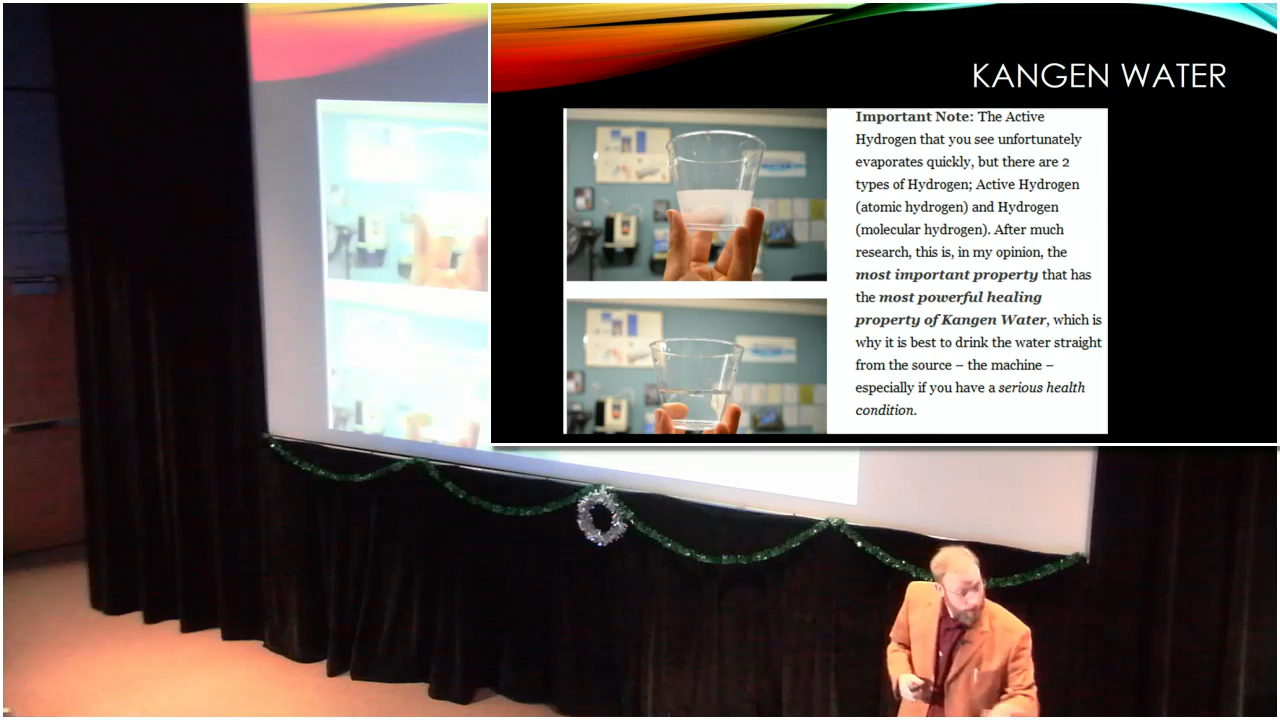 KANGEN WATER
Important Note: The Active
Hydrogen that you see unfortunately
evaporates quickly, but there are 2
types of Hydrogen; Active Hydrogen
(atomic hydrogen) and Hydrogen
(molecular hydrogen). After much
research, this is, in my opinion, the
most important property that has
the most powerful healing
property of Kangen Water, which is
why it is best to drink the water straight
from the source – the machine –
especially if you have a serious health
condition.